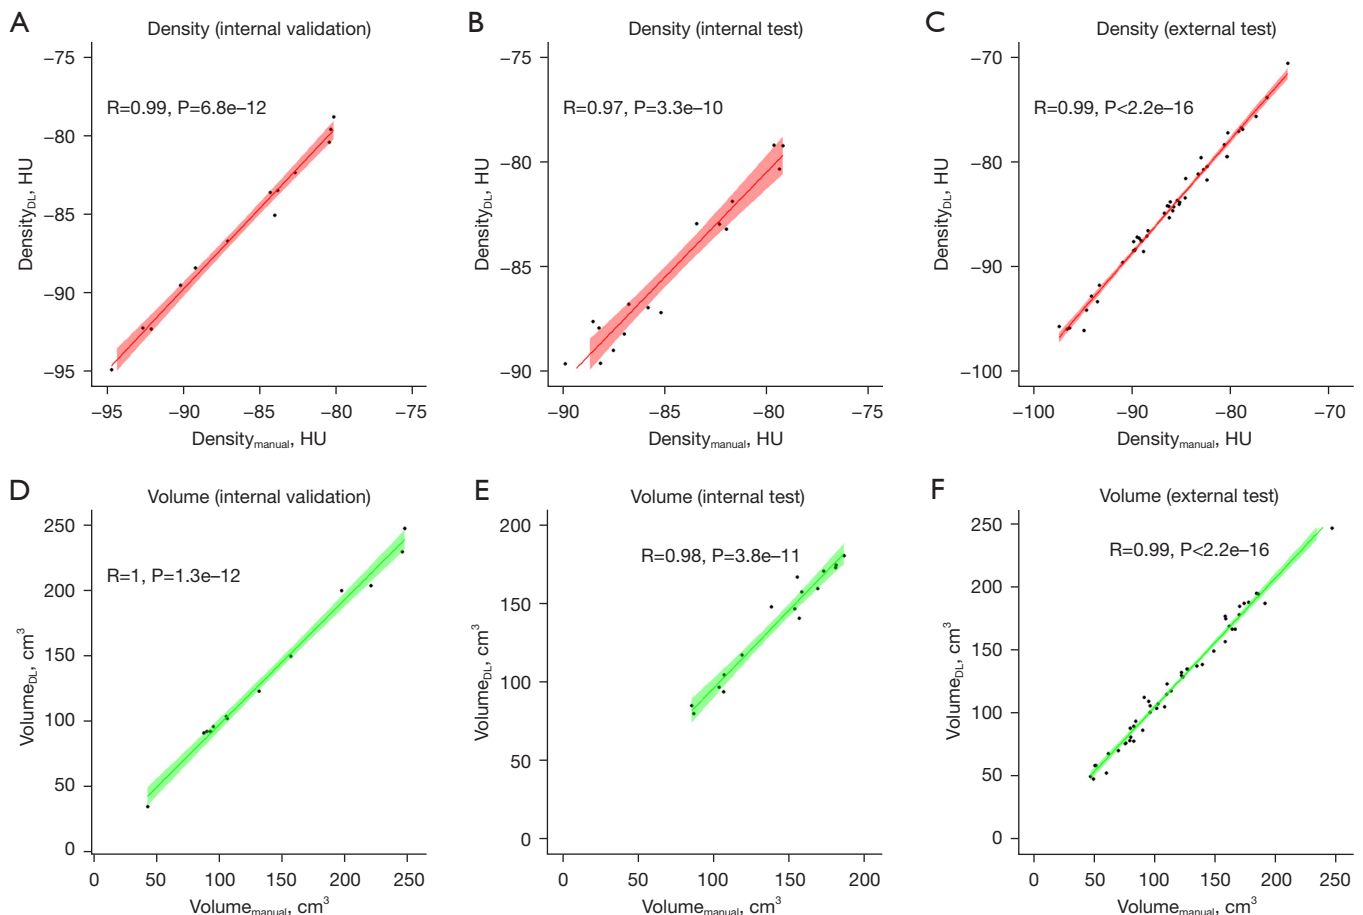 A
Density (internal validation)
−75
−80
−85
−90
−95
Density_DL, HU
R=0.99, P=6.8e−12
−95 −90 −85 −80 −75
Density_manual, HU
B
Density (internal test)
−75
−80
−85
−90
Density_DL, HU
R=0.97, P=3.3e−10
−90 −85 −80 −75
Density_manual, HU
C
Density (external test)
−70
−80
−90
−100
Density_DL, HU
R=0.99, P<2.2e−16
−100 −90 −80 −70
Density_manual, HU
D
Volume (internal validation)
250
200
150
100
50
0
Volume_DL, cm³
R=1, P=1.3e−12
0 50 100 150 200 250
Volume_manual, cm³
E
Volume (internal test)
200
150
100
50
0
Volume_DL, cm³
R=0.98, P=3.8e−11
0 50 100 150 200
Volume_manual, cm³
F
Volume (external test)
250
200
150
100
50
0
Volume_DL, cm³
R=0.99, P<2.2e−16
0 50 100 150 200 250
Volume_manual, cm³